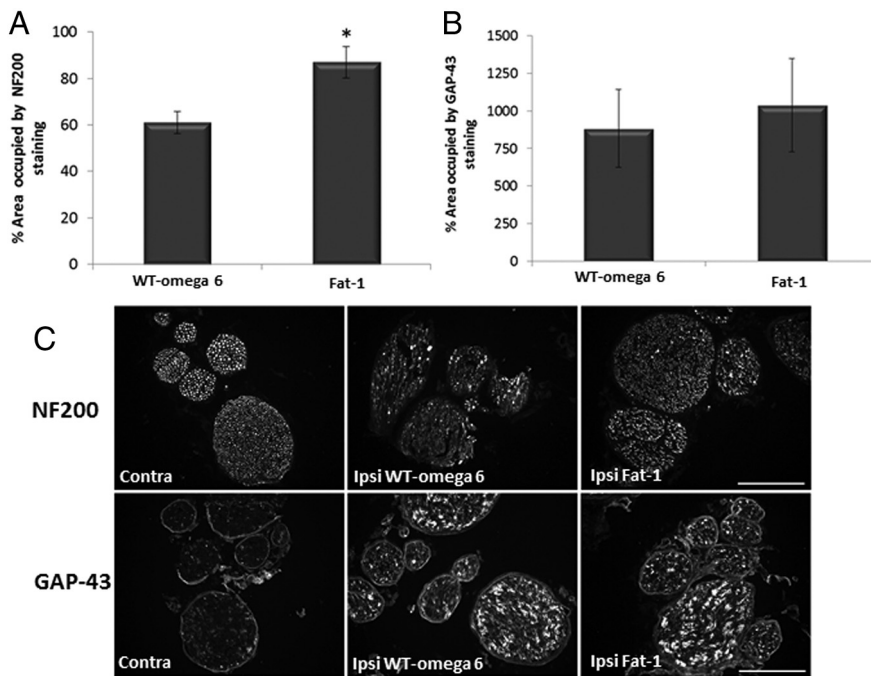 A
% Area occupied by NF200
staining
100
80
60
40
20
0
*
WT-omega 6
Fat-1
B
% Area occupied by GAP-43
staining
1500
1250
1000
750
500
250
0
WT-omega 6
Fat-1
C
NF200
Contra
Ipsi WT-omega 6
Ipsi Fat-1
GAP-43
Contra
Ipsi WT-omega 6
Ipsi Fat-1